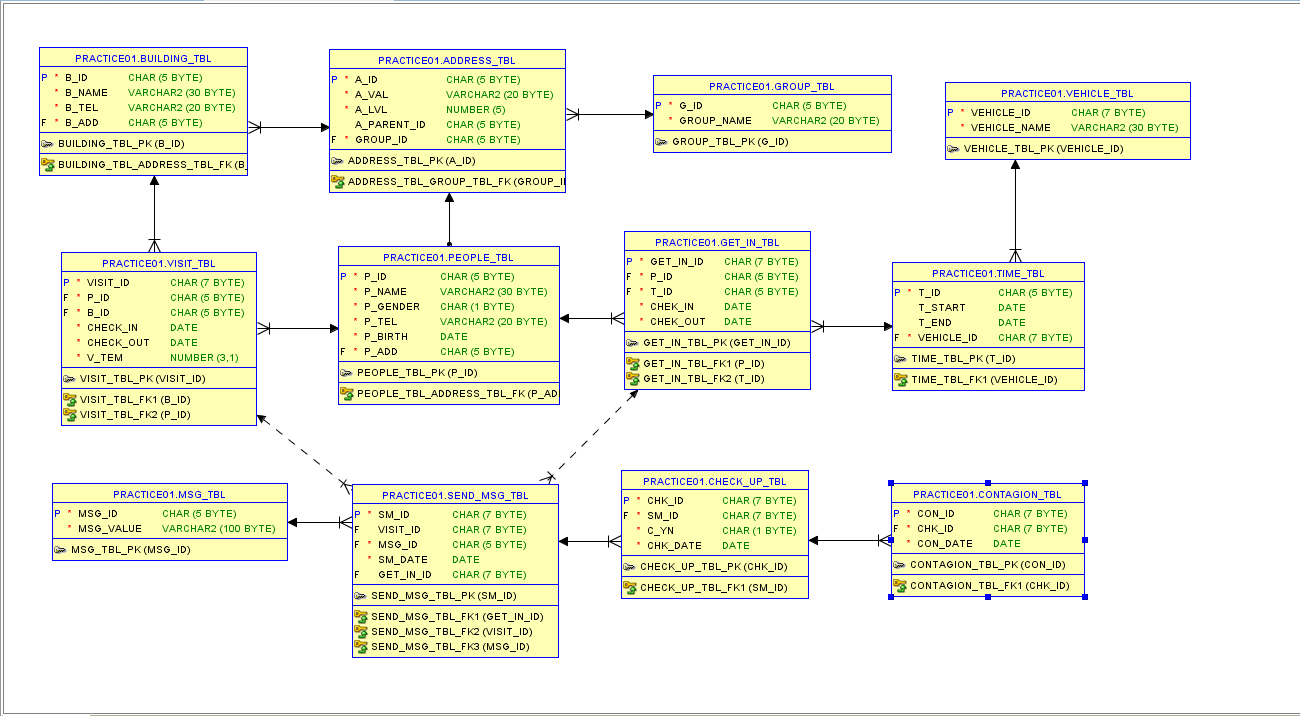 PRACTICE01.BUILDING_TBL
P * B_ID CHAR (5 BYTE)
* B_NAME VARCHAR2 (30 BYTE)
* B_TEL VARCHAR2 (20 BYTE)
F * B_ADD CHAR (5 BYTE)
BUILDING_TBL_PK (B_ID)
BUILDING_TBL_ADDRESS_TBL_FK (B_
PRACTICE01.ADDRESS_TBL
P * A_ID CHAR (5 BYTE)
* A_VAL VARCHAR2 (20 BYTE)
* A_LVL NUMBER (5)
A_PARENT_ID CHAR (5 BYTE)
F * GROUP_ID CHAR (5 BYTE)
ADDRESS_TBL_PK (A_ID)
ADDRESS_TBL_GROUP_TBL_FK (GROUP_I
PRACTICE01.GROUP_TBL
P * G_ID CHAR (5 BYTE)
* GROUP_NAME VARCHAR2 (20 BYTE)
GROUP_TBL_PK (G_ID)
PRACTICE01.VEHICLE_TBL
P * VEHICLE_ID CHAR (7 BYTE)
* VEHICLE_NAME VARCHAR2 (30 BYTE)
VEHICLE_TBL_PK (VEHICLE_ID)
PRACTICE01.VISIT_TBL
P * VISIT_ID CHAR (7 BYTE)
F * P_ID CHAR (5 BYTE)
F * B_ID CHAR (5 BYTE)
* CHECK_IN DATE
* CHECK_OUT DATE
* V_TEM NUMBER (3,1)
VISIT_TBL_PK (VISIT_ID)
VISIT_TBL_FK1 (B_ID)
VISIT_TBL_FK2 (P_ID)
PRACTICE01.PEOPLE_TBL
P * P_ID CHAR (5 BYTE)
* P_NAME VARCHAR2 (30 BYTE)
* P_GENDER CHAR (1 BYTE)
* P_TEL VARCHAR2 (20 BYTE)
* P_BIRTH DATE
F * P_ADD CHAR (5 BYTE)
PEOPLE_TBL_PK (P_ID)
PEOPLE_TBL_ADDRESS_TBL_FK (P_AD
PRACTICE01.GET_IN_TBL
P * GET_IN_ID CHAR (7 BYTE)
F * P_ID CHAR (5 BYTE)
F * T_ID CHAR (5 BYTE)
* CHEK_IN DATE
* CHEK_OUT DATE
GET_IN_TBL_PK (GET_IN_ID)
GET_IN_TBL_FK1 (P_ID)
GET_IN_TBL_FK2 (T_ID)
PRACTICE01.TIME_TBL
P * T_ID CHAR (5 BYTE)
T_START DATE
T_END DATE
F * VEHICLE_ID CHAR (7 BYTE)
TIME_TBL_PK (T_ID)
TIME_TBL_FK1 (VEHICLE_ID)
PRACTICE01.MSG_TBL
P * MSG_ID CHAR (5 BYTE)
* MSG_VALUE VARCHAR2 (100 BYTE)
MSG_TBL_PK (MSG_ID)
PRACTICE01.SEND_MSG_TBL
P * SM_ID CHAR (7 BYTE)
F VISIT_ID CHAR (7 BYTE)
F * MSG_ID CHAR (5 BYTE)
* SM_DATE DATE
F GET_IN_ID CHAR (7 BYTE)
SEND_MSG_TBL_PK (SM_ID)
SEND_MSG_TBL_FK1 (GET_IN_ID)
SEND_MSG_TBL_FK2 (VISIT_ID)
SEND_MSG_TBL_FK3 (MSG_ID)
PRACTICE01.CHECK_UP_TBL
P * CHK_ID CHAR (7 BYTE)
F * SM_ID CHAR (7 BYTE)
* C_YN CHAR (1 BYTE)
* CHK_DATE DATE
CHECK_UP_TBL_PK (CHK_ID)
CHECK_UP_TBL_FK1 (SM_ID)
PRACTICE01.CONTAGION_TBL
P * CON_ID CHAR (7 BYTE)
F * CHK_ID CHAR (7 BYTE)
* CON_DATE DATE
CONTAGION_TBL_PK (CON_ID)
CONTAGION_TBL_FK1 (CHK_ID)